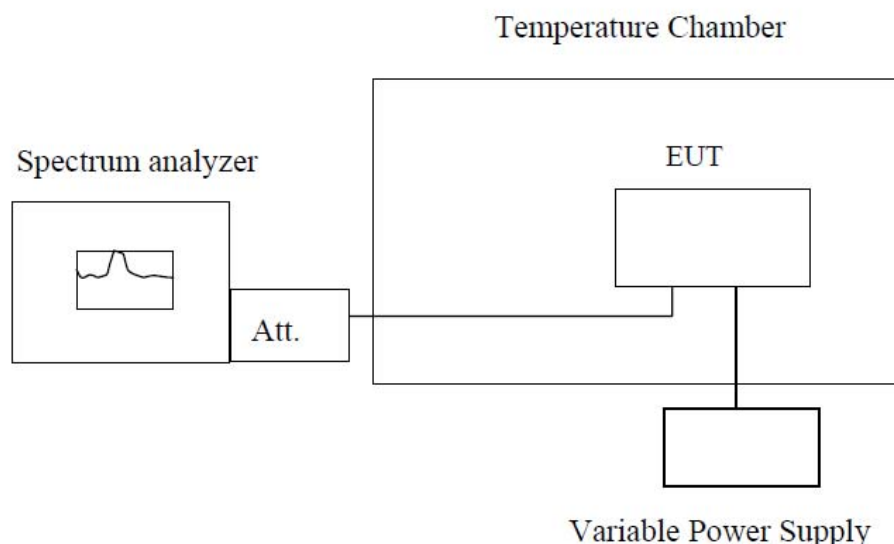 Temperature Chamber
Spectrum analyzer
EUT
Att.
Variable Power Supply